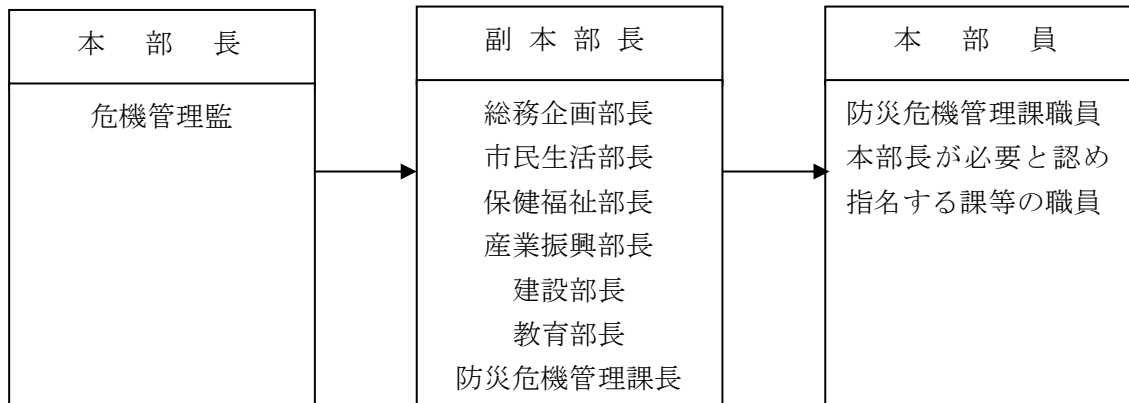 本部長
危機管理監
副本部長
総務企画部長
市民生活部長
保健福祉部長
産業振興部長
建設部長
教育部長
防災危機管理課長
本部員
防災危機管理課職員
本部長が必要と認め
指名する課等の職員